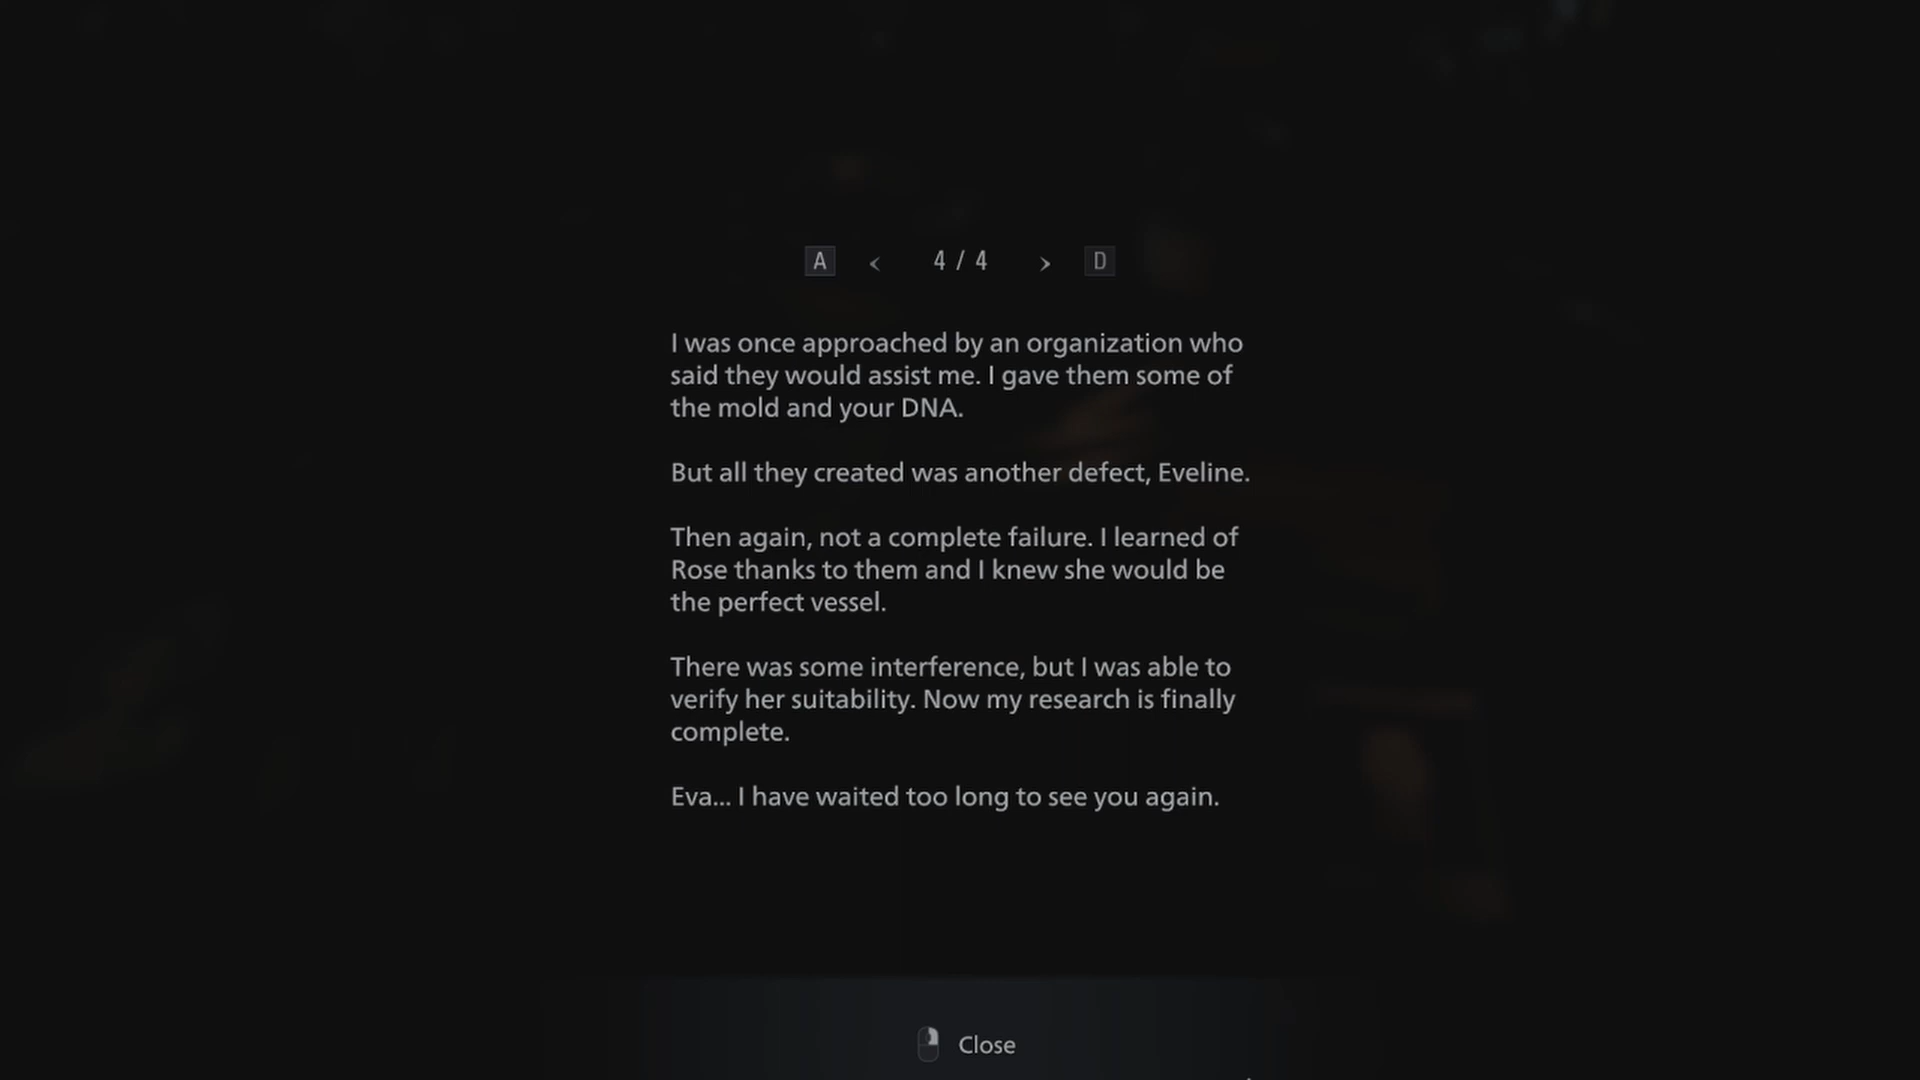 A < 4 / 4 > D
I was once approached by an organization who
said they would assist me. I gave them some of
the mold and your DNA.
But all they created was another defect, Eveline.
Then again, not a complete failure. I learned of
Rose thanks to them and I knew she would be
the perfect vessel.
There was some interference, but I was able to
verify her suitability. Now my research is finally
complete.
Eva... I have waited too long to see you again.
Close